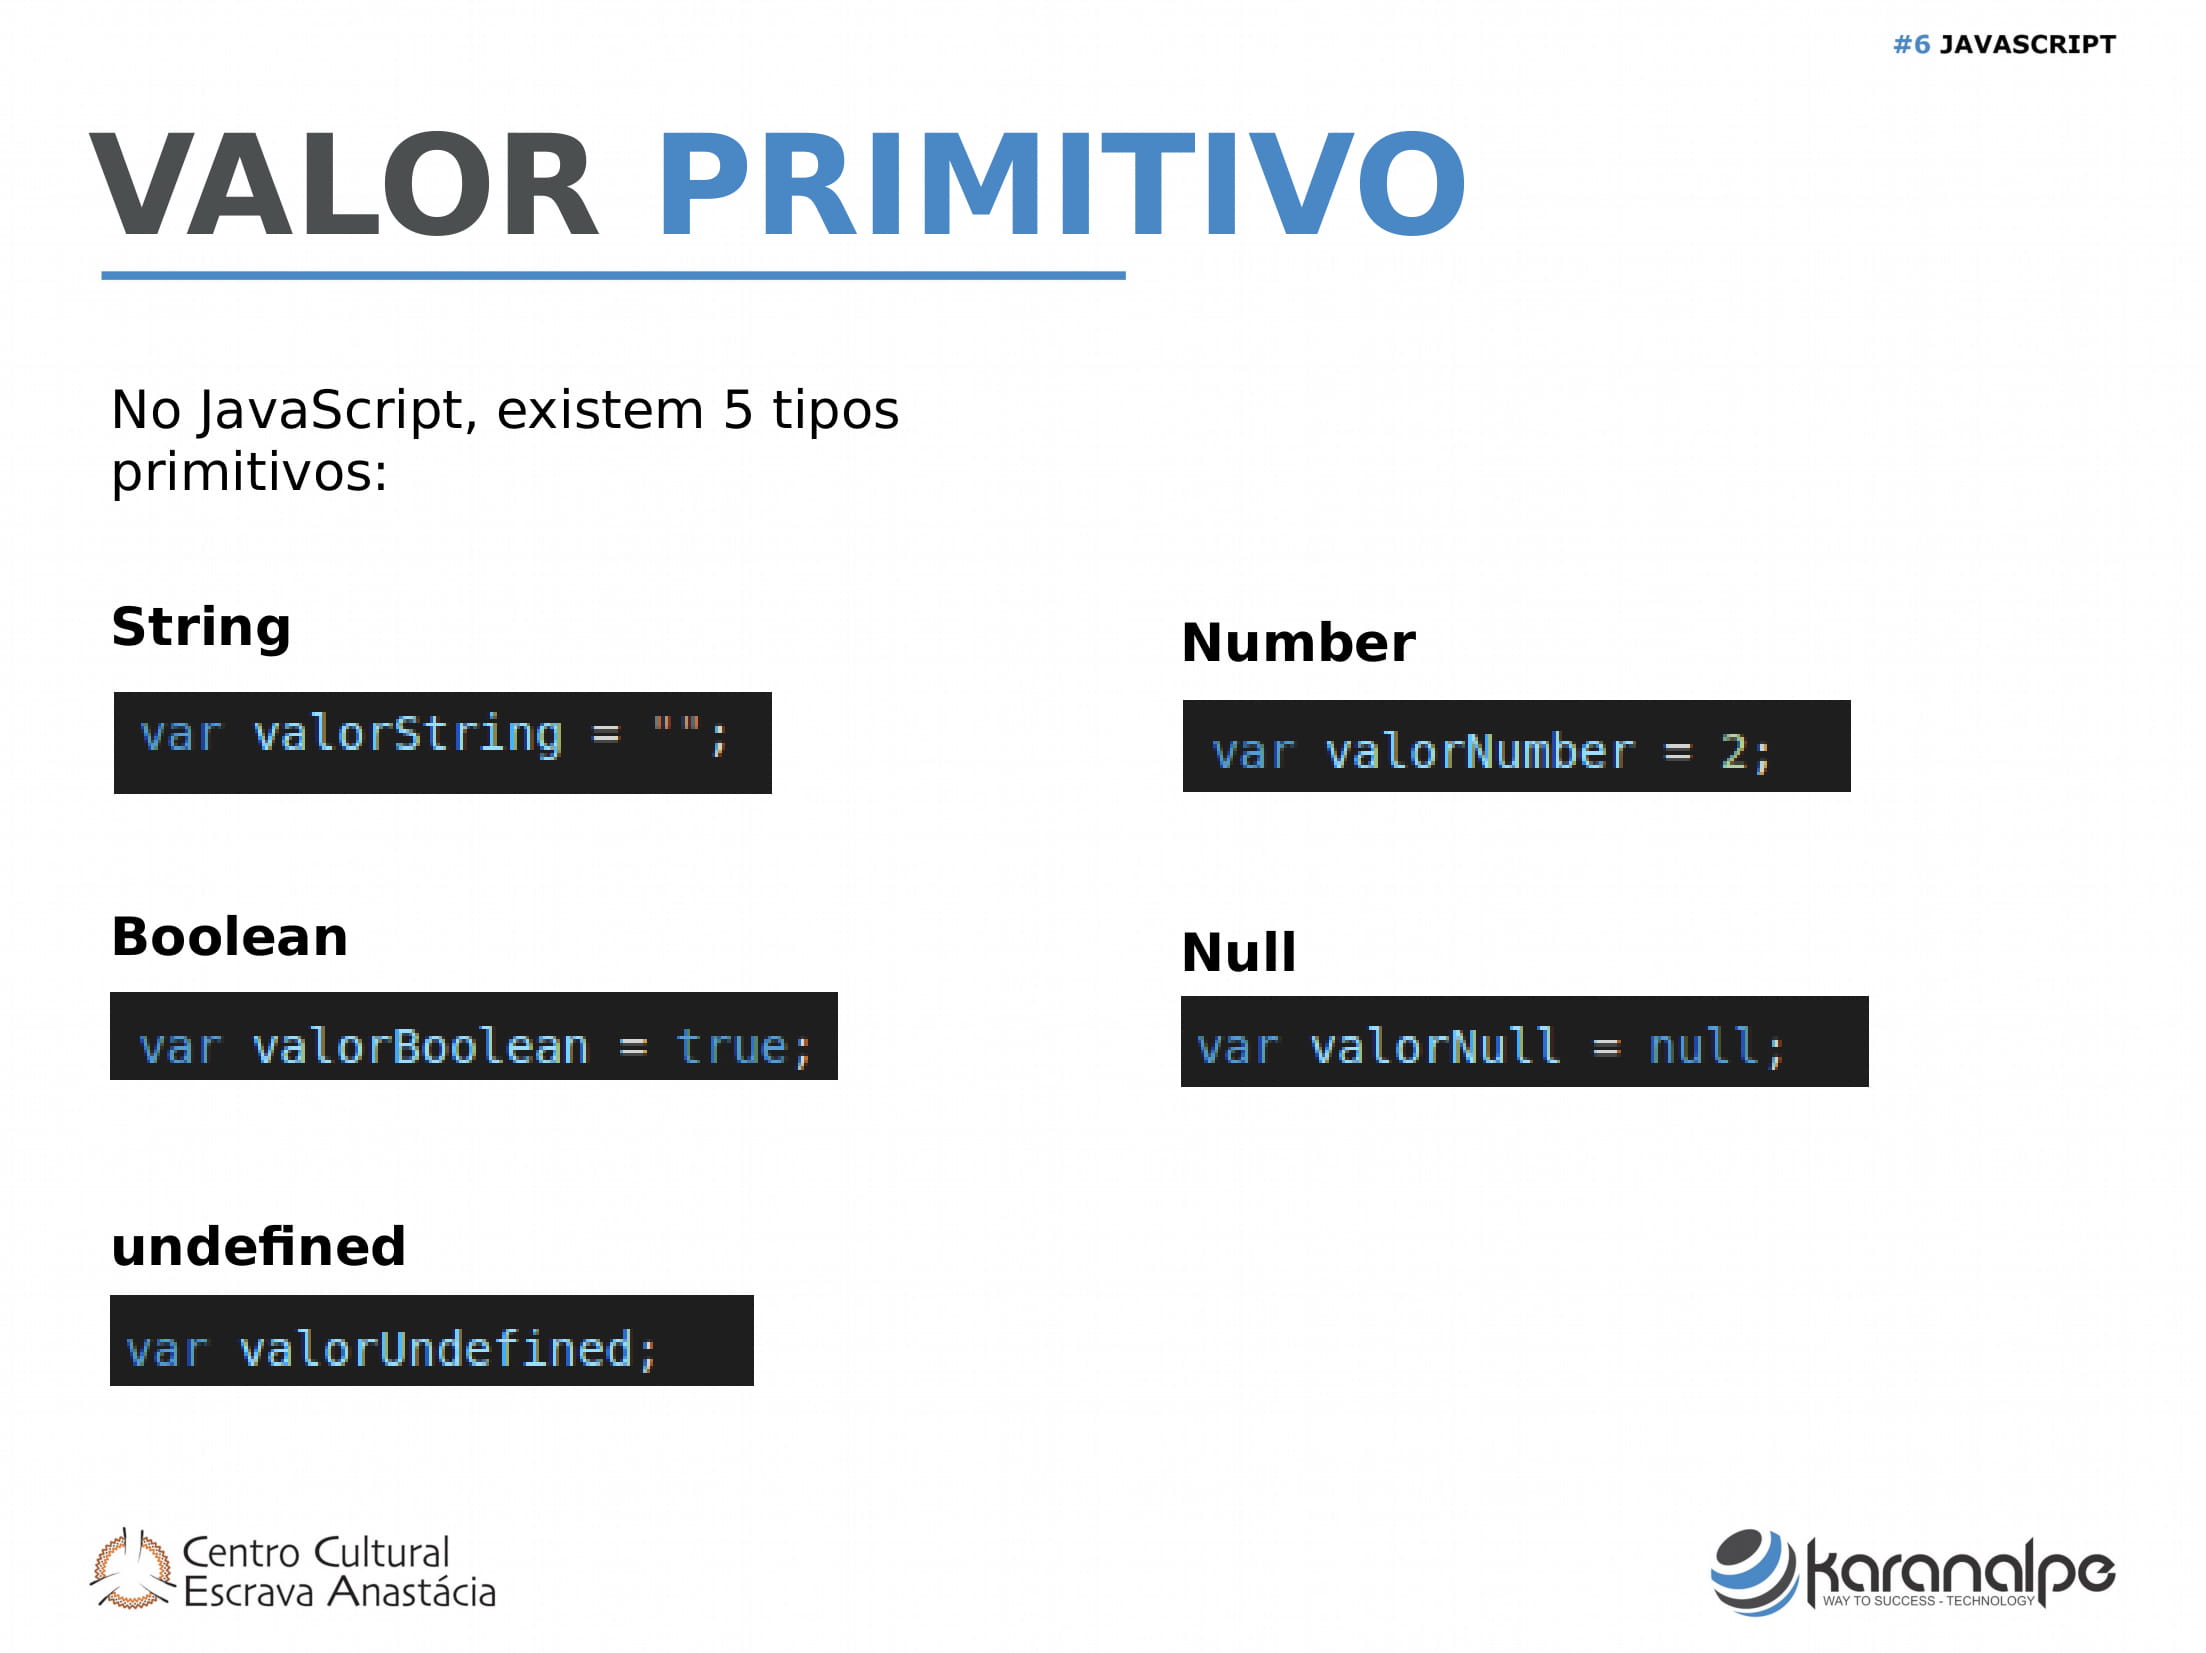 #6 JAVASCRIPT
VALOR PRIMITIVO
No JavaScript, existem 5 tipos
primitivos:
String
var valorString = "";
Number
var valorNumber = 2;
Boolean
var valorBoolean = true;
Null
var valorNull = null;
undefined
var valorUndefined;
Centro Cultural
Escrava Anastácia
karanalpe
WAY TO SUCCESS - TECHNOLOGY